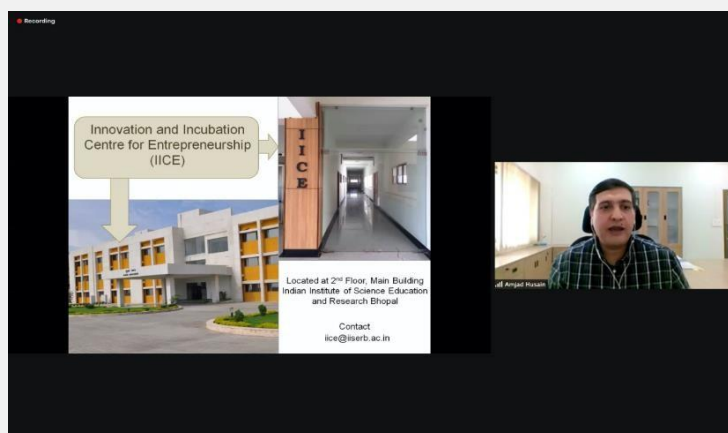 Recording
Innovation and Incubation
Centre for Entrepreneurship
(IICE)
I
I
C
E
Located at 2nd Floor, Main Building
Indian Institute of Science Education
and Research Bhopal
Contact
iice@iiserb.ac.in
Amjad Husain